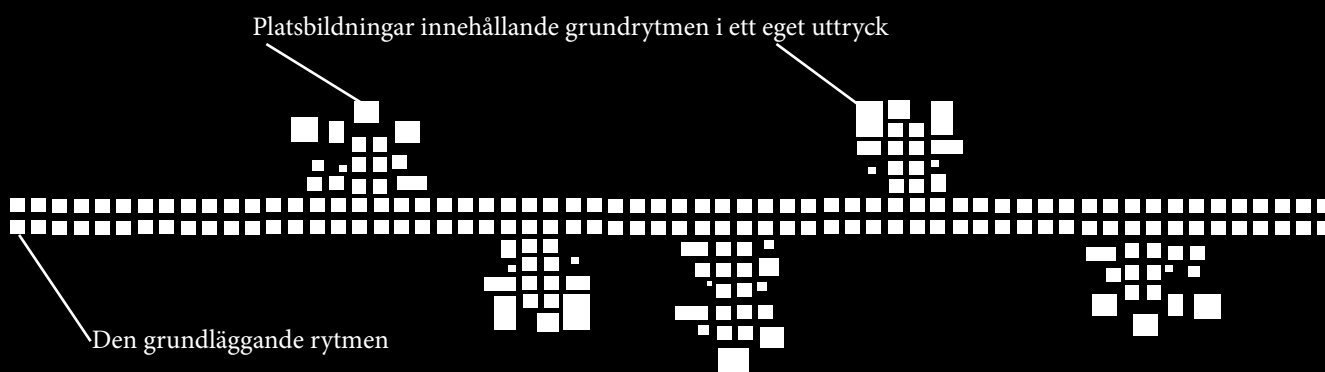 Platsbildningar innehållande grundrytmen i ett eget uttryck
Den grundläggande rytmen